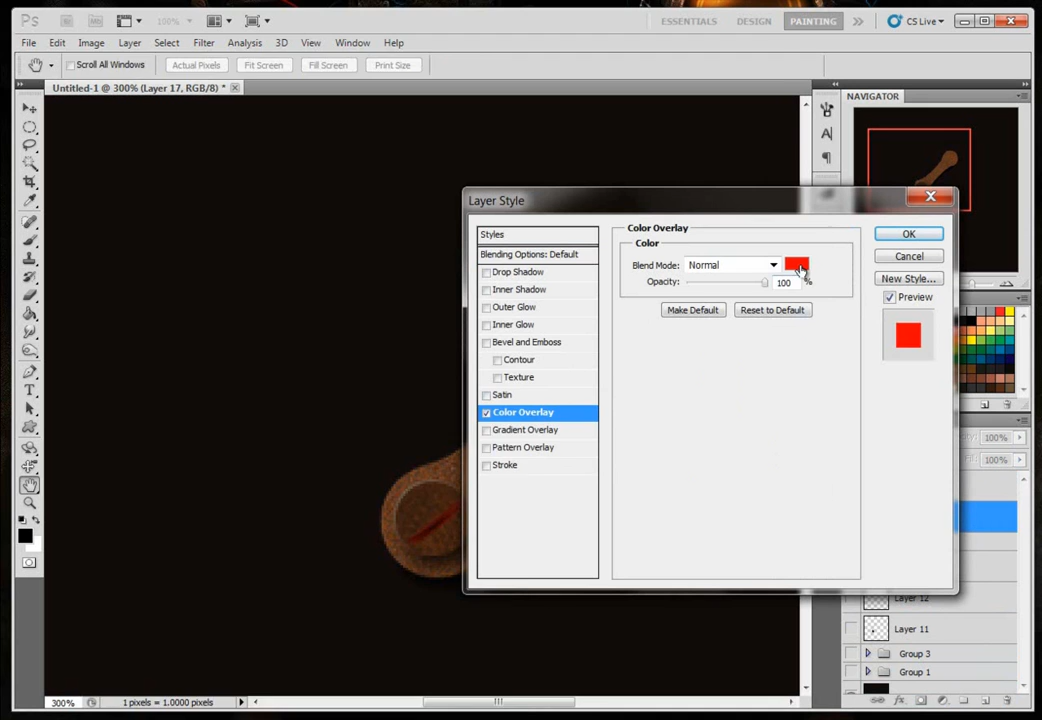 Ps Br Mb 100% ESSENTIALS DESIGN PAINTING CS Live
File Edit Image Layer Select Filter Analysis 3D View Window Help
Scroll All Windows Actual Pixels Fit Screen Fill Screen Print Size
Untitled-1 @ 300% (Layer 17, RGB/8) *
NAVIGATOR
Layer Style
Styles
Blending Options: Default
Drop Shadow
Inner Shadow
Outer Glow
Inner Glow
Bevel and Emboss
Contour
Texture
Satin
Color Overlay
Gradient Overlay
Pattern Overlay
Stroke
Color Overlay
Color
Blend Mode: Normal
Opacity: 100 %
Make Default Reset to Default
OK
Cancel
New Style...
Preview
100%
100%
Layer 12
Layer 11
Group 3
Group 1
300% 1 pixels = 1.0000 pixels